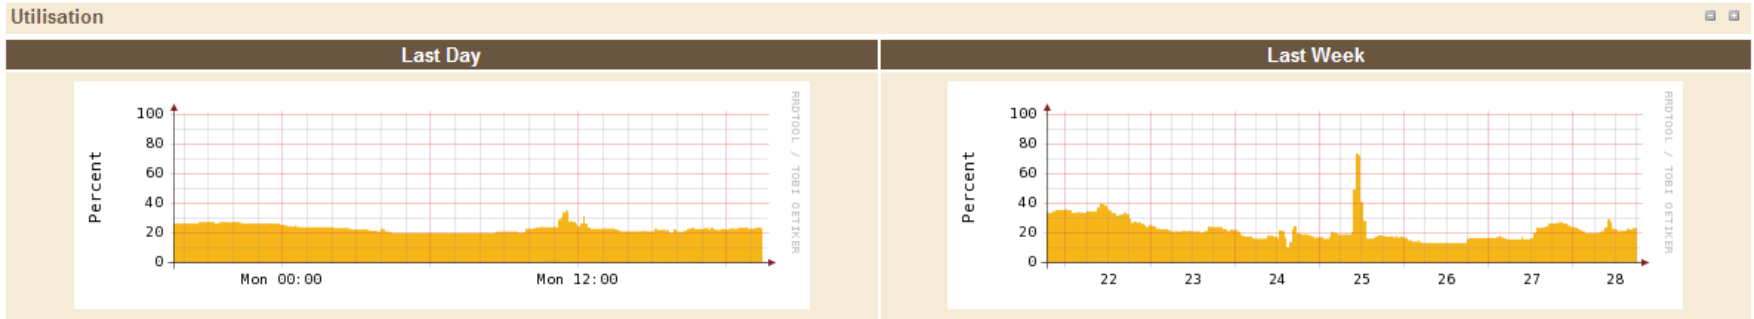 Utilisation
Last Day
Last Week
100
80
60
40
20
0
Percent
Mon 00:00
Mon 12:00
RRDTOOL / TOBI OETIKER
100
80
60
40
20
0
Percent
22
23
24
25
26
27
28
RRDTOOL / TOBI OETIKER